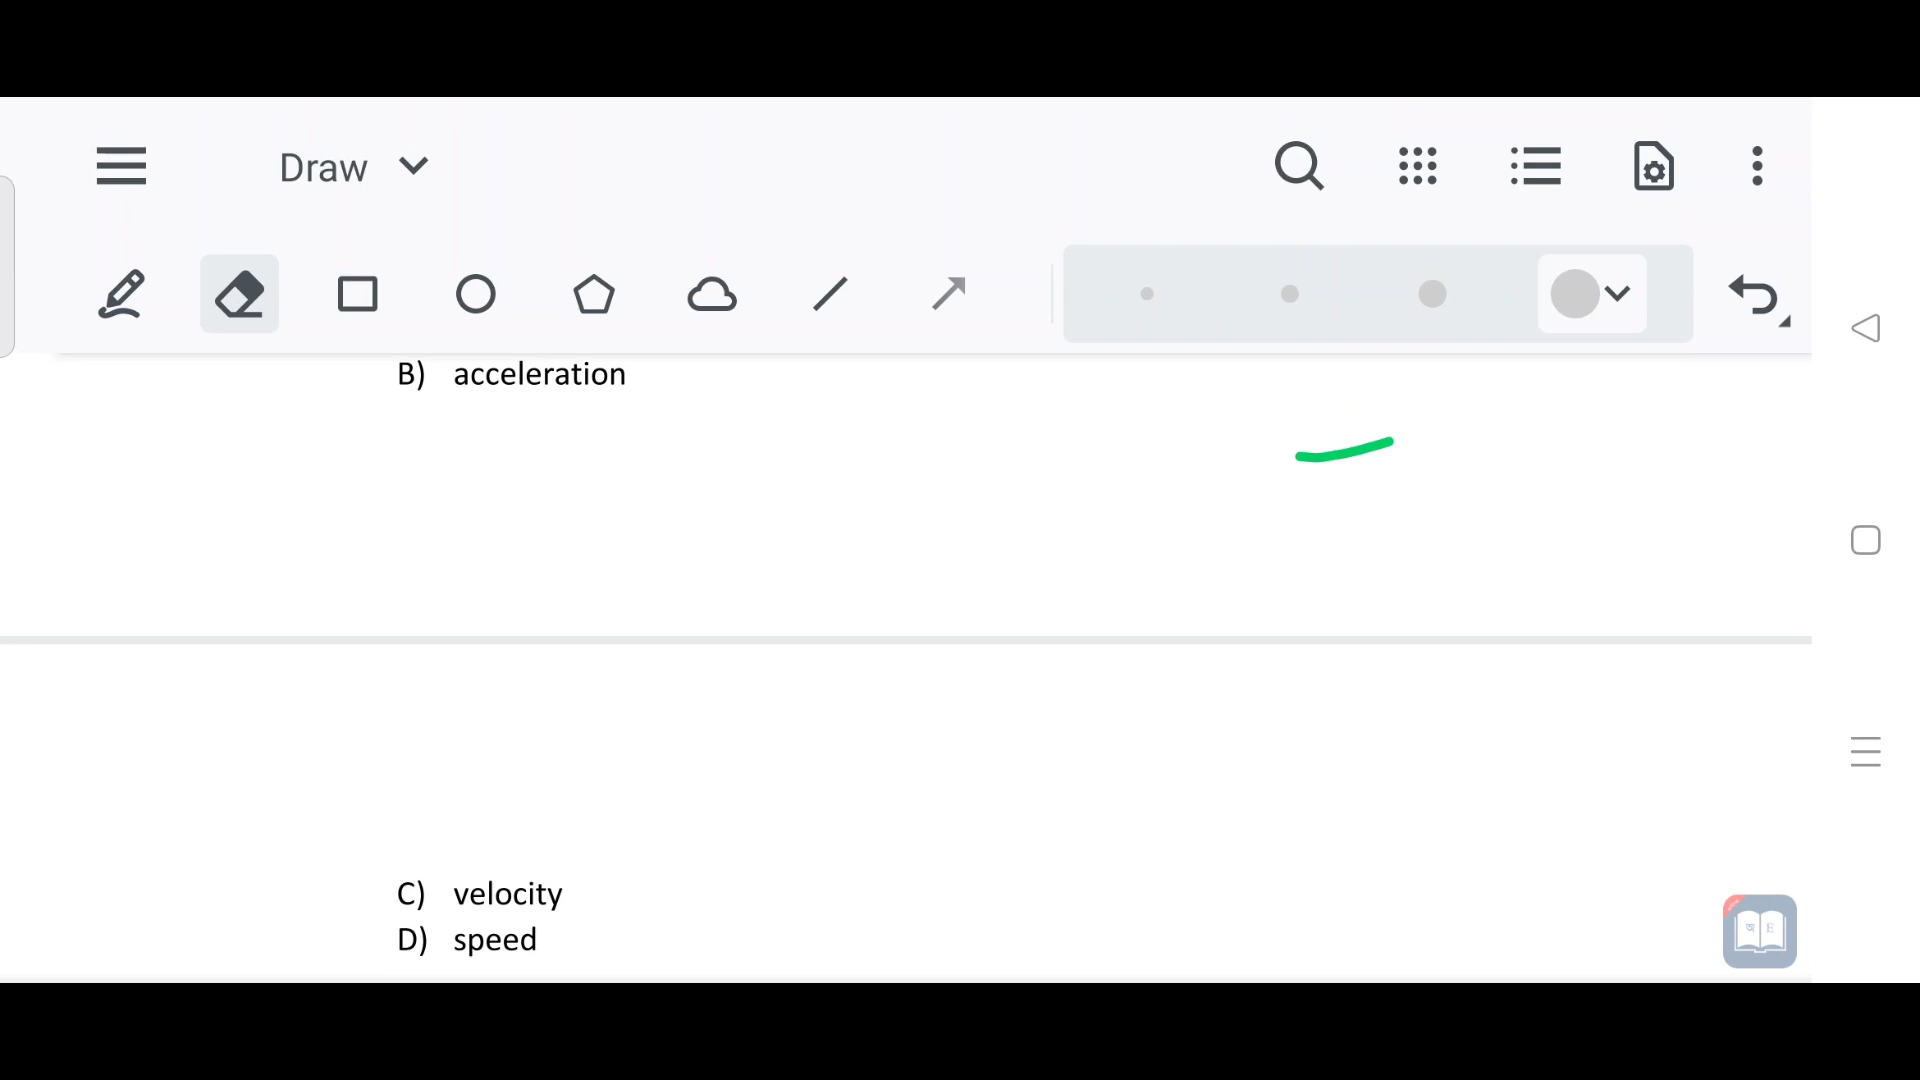 Draw
B) acceleration
C) velocity
D) speed
অ E